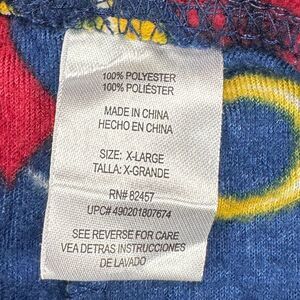 100% POLYESTER
100% POLIÉSTER
MADE IN CHINA
HECHO EN CHINA
SIZE: X-LARGE
TALLA: X-GRANDE
RN# 82457
UPC# 490201807674
SEE REVERSE FOR CARE
VEA DETRAS INSTRUCCIONES
DE LAVADO